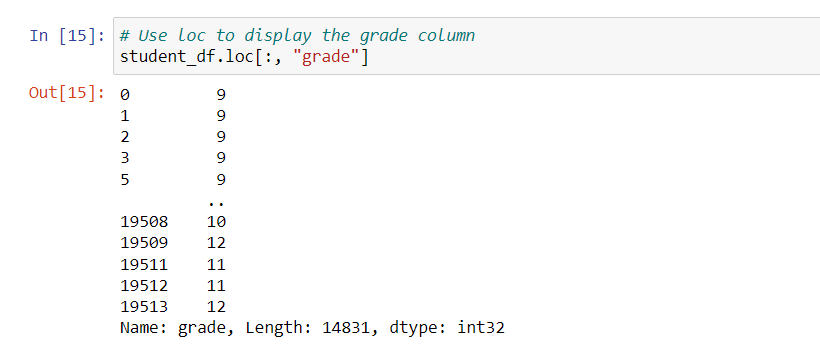 In [15]: # Use loc to display the grade column
student_df.loc[:, "grade"]
Out[15]: 0 9
1 9
2 9
3 9
5 9
..
19508 10
19509 12
19511 11
19512 11
19513 12
Name: grade, Length: 14831, dtype: int32